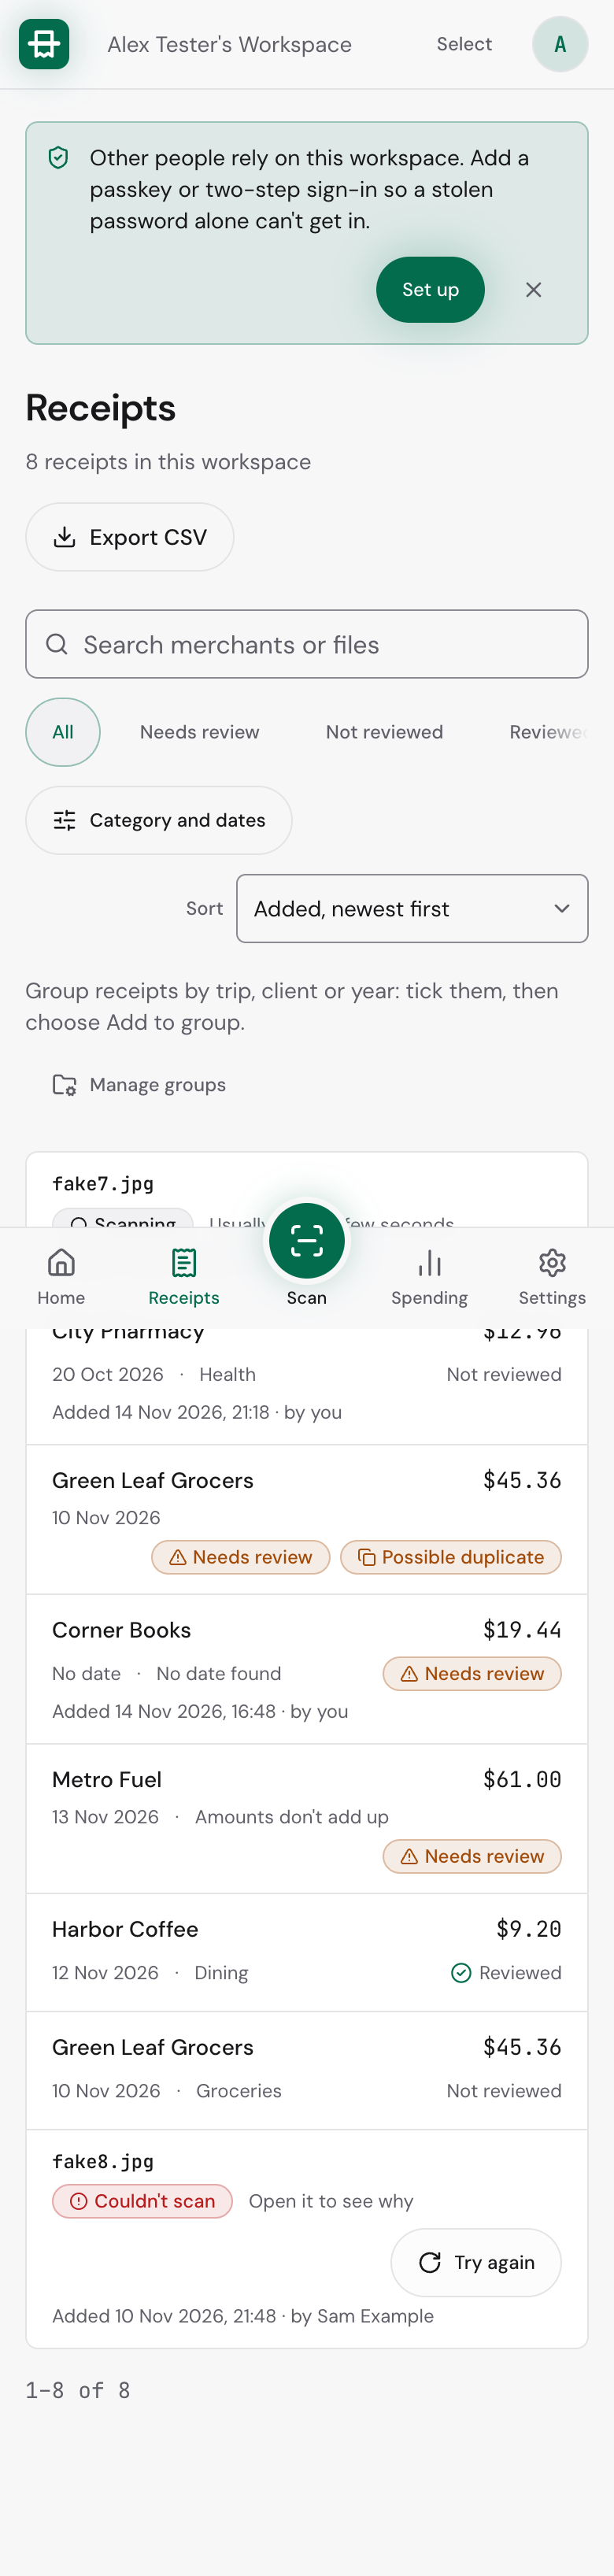 Alex Tester's Workspace
Select
A
Other people rely on this workspace. Add a
passkey or two-step sign-in so a stolen
password alone can't get in.
Set up
Receipts
8 receipts in this workspace
Export CSV
Search merchants or files
All
Needs review
Not reviewed
Reviewed
Category and dates
Sort
Added, newest first
Group receipts by trip, client or year: tick them, then
choose Add to group.
Manage groups
fake7.jpg
Scanning
Usually few seconds
Home
Receipts
Scan
Spending
Settings
City Pharmacy
$12.96
20 Oct 2026 · Health
Not reviewed
Added 14 Nov 2026, 21:18 · by you
Green Leaf Grocers
$45.36
10 Nov 2026
Needs review
Possible duplicate
Corner Books
$19.44
No date · No date found
Needs review
Added 14 Nov 2026, 16:48 · by you
Metro Fuel
$61.00
13 Nov 2026 · Amounts don't add up
Needs review
Harbor Coffee
$9.20
12 Nov 2026 · Dining
Reviewed
Green Leaf Grocers
$45.36
10 Nov 2026 · Groceries
Not reviewed
fake8.jpg
Couldn't scan
Open it to see why
Try again
Added 10 Nov 2026, 21:48 · by Sam Example
1–8 of 8